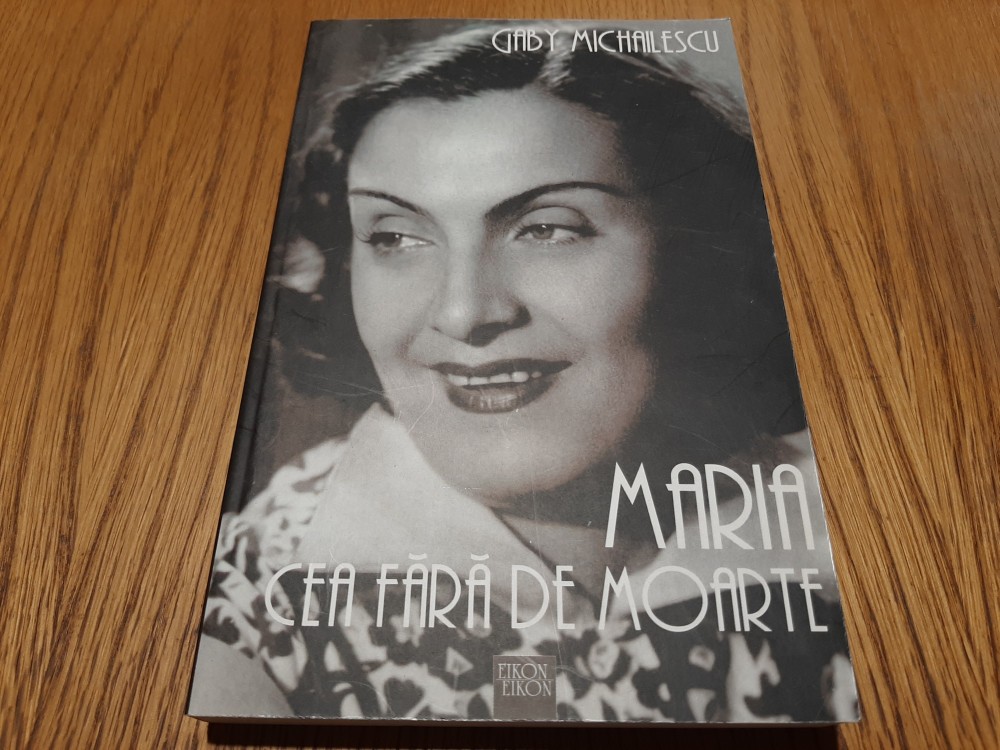 GABY MICHAILESCU
MARIA
CEA FĂRĂ DE MOARTE
EIKON
EIKON